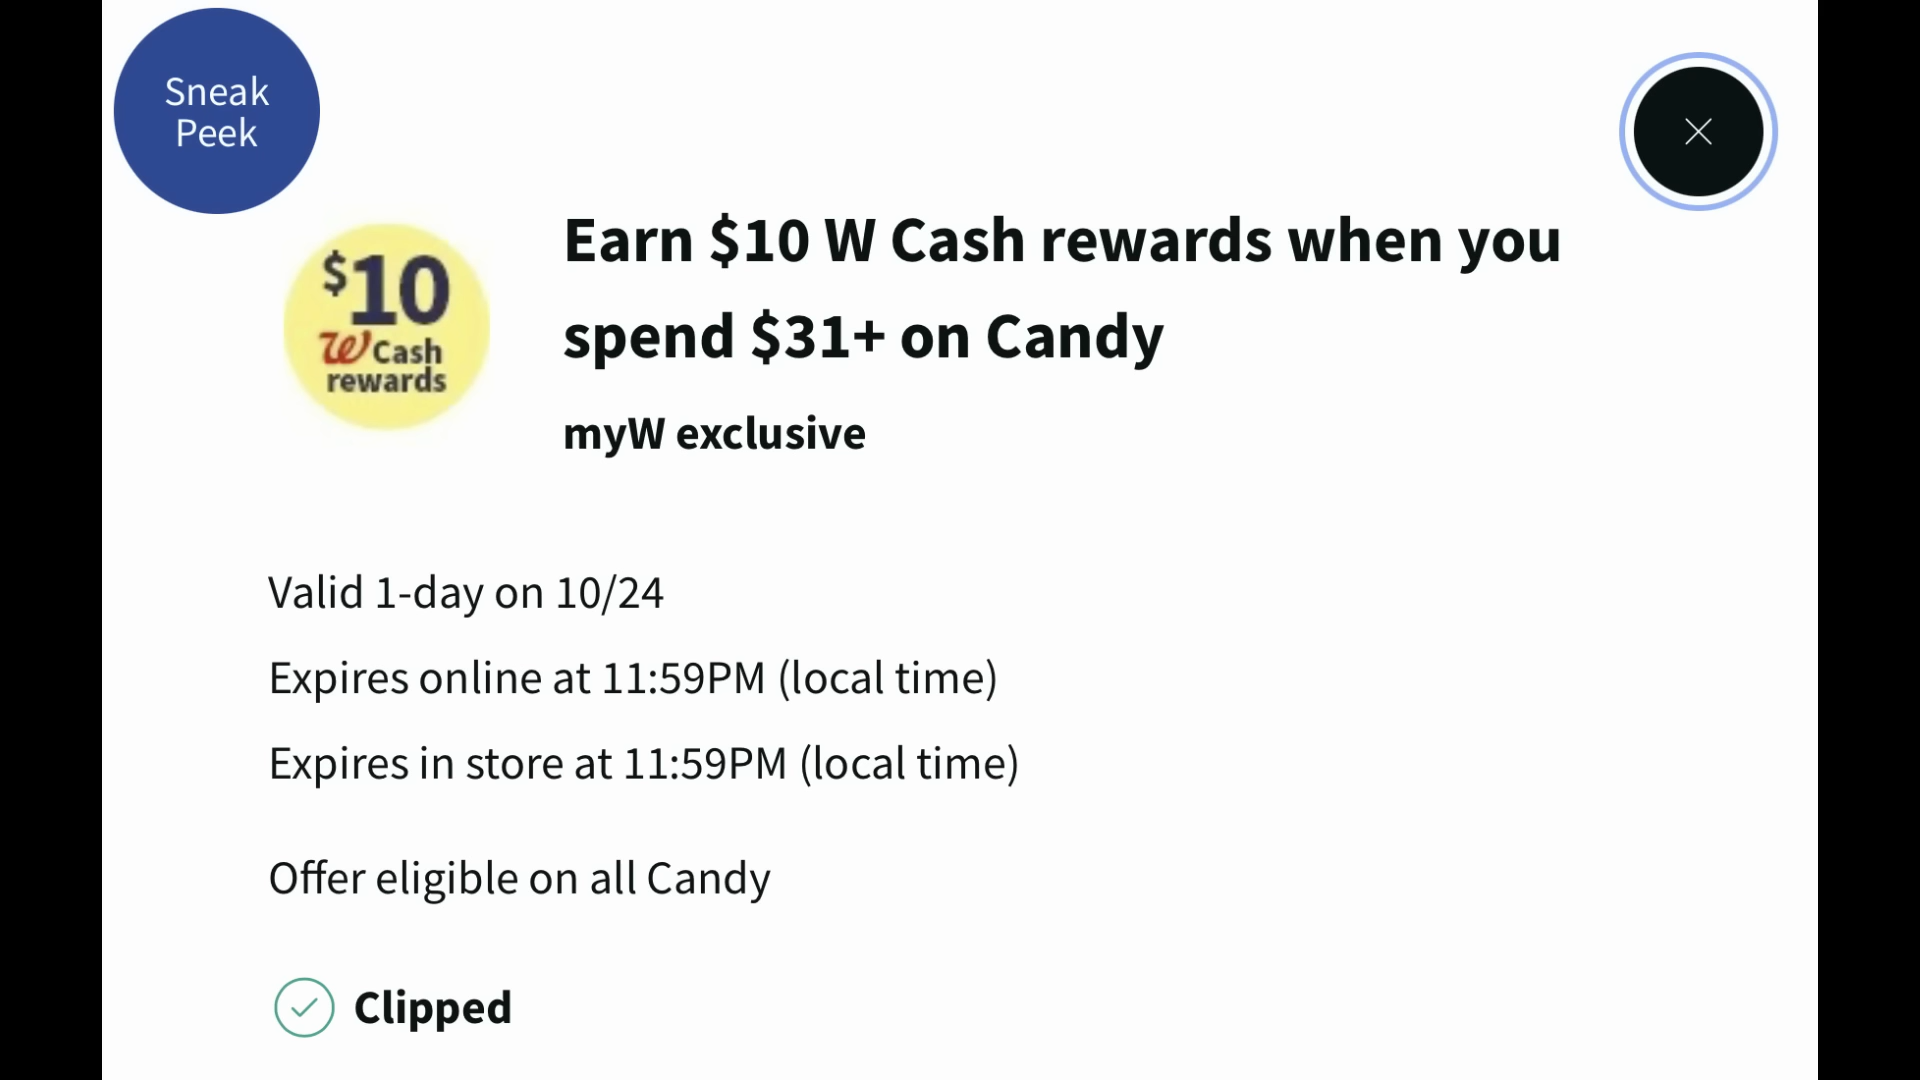 Sneak
Peek
$10
W Cash
rewards
Earn $10 W Cash rewards when you
spend $31+ on Candy
myW exclusive
Valid 1-day on 10/24
Expires online at 11:59PM (local time)
Expires in store at 11:59PM (local time)
Offer eligible on all Candy
Clipped